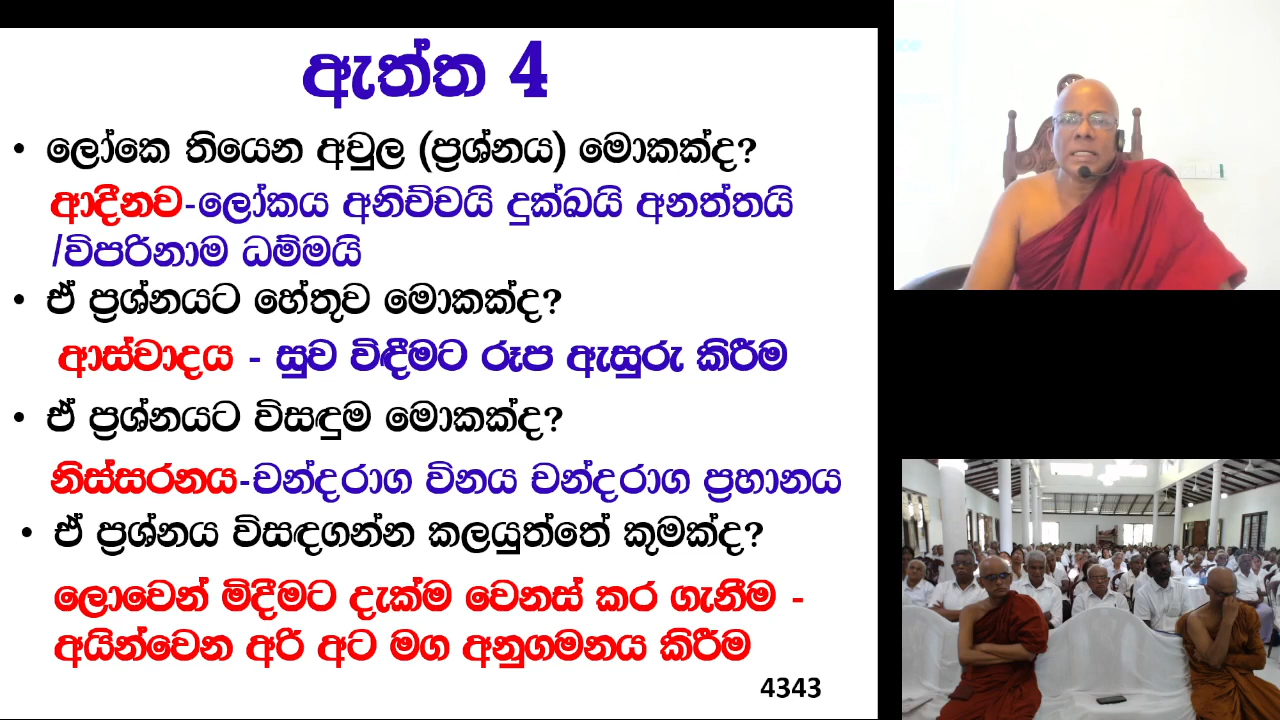 ඇත්ත 4
• ලෝකෙ තියෙන අවුල (ප්‍රශ්නය) මොකක්ද?
ආදීනව-ලෝකය අනිච්චයි දුක්ඛයි අනත්තයි
/විපරිනාම ධම්මයි
• ඒ ප්‍රශ්නයට හේතුව මොකක්ද?
ආස්වාදය - සුව විඳීමට රූප ඇසුරු කිරීම
• ඒ ප්‍රශ්නයට විසඳුම මොකක්ද?
නිස්සරනය-චන්දරාග විනය චන්දරාග ප්‍රහානය
• ඒ ප්‍රශ්නය විසඳගන්න කලයුත්තේ කුමක්ද?
ලොවෙන් මිදීමට දැක්ම වෙනස් කර ගැනීම -
අයින්වෙන අරි අට මග අනුගමනය කිරීම
4343